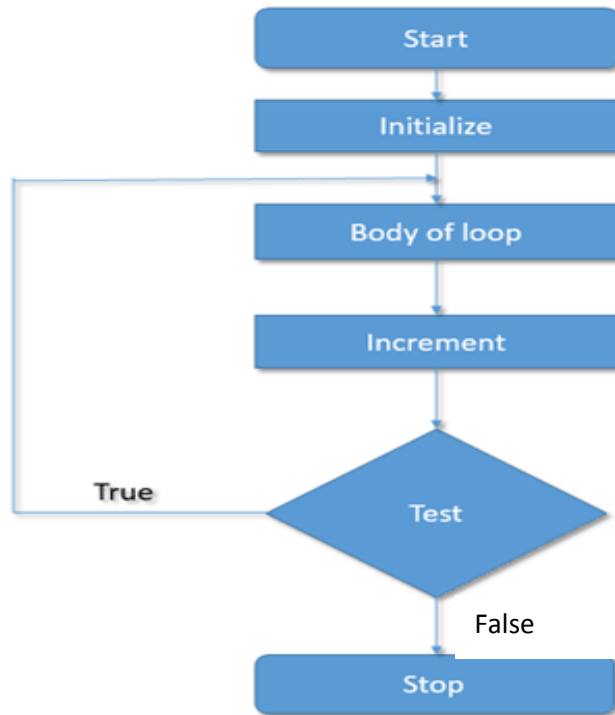 Start
Initialize
Body of loop
Increment
True
Test
False
Stop